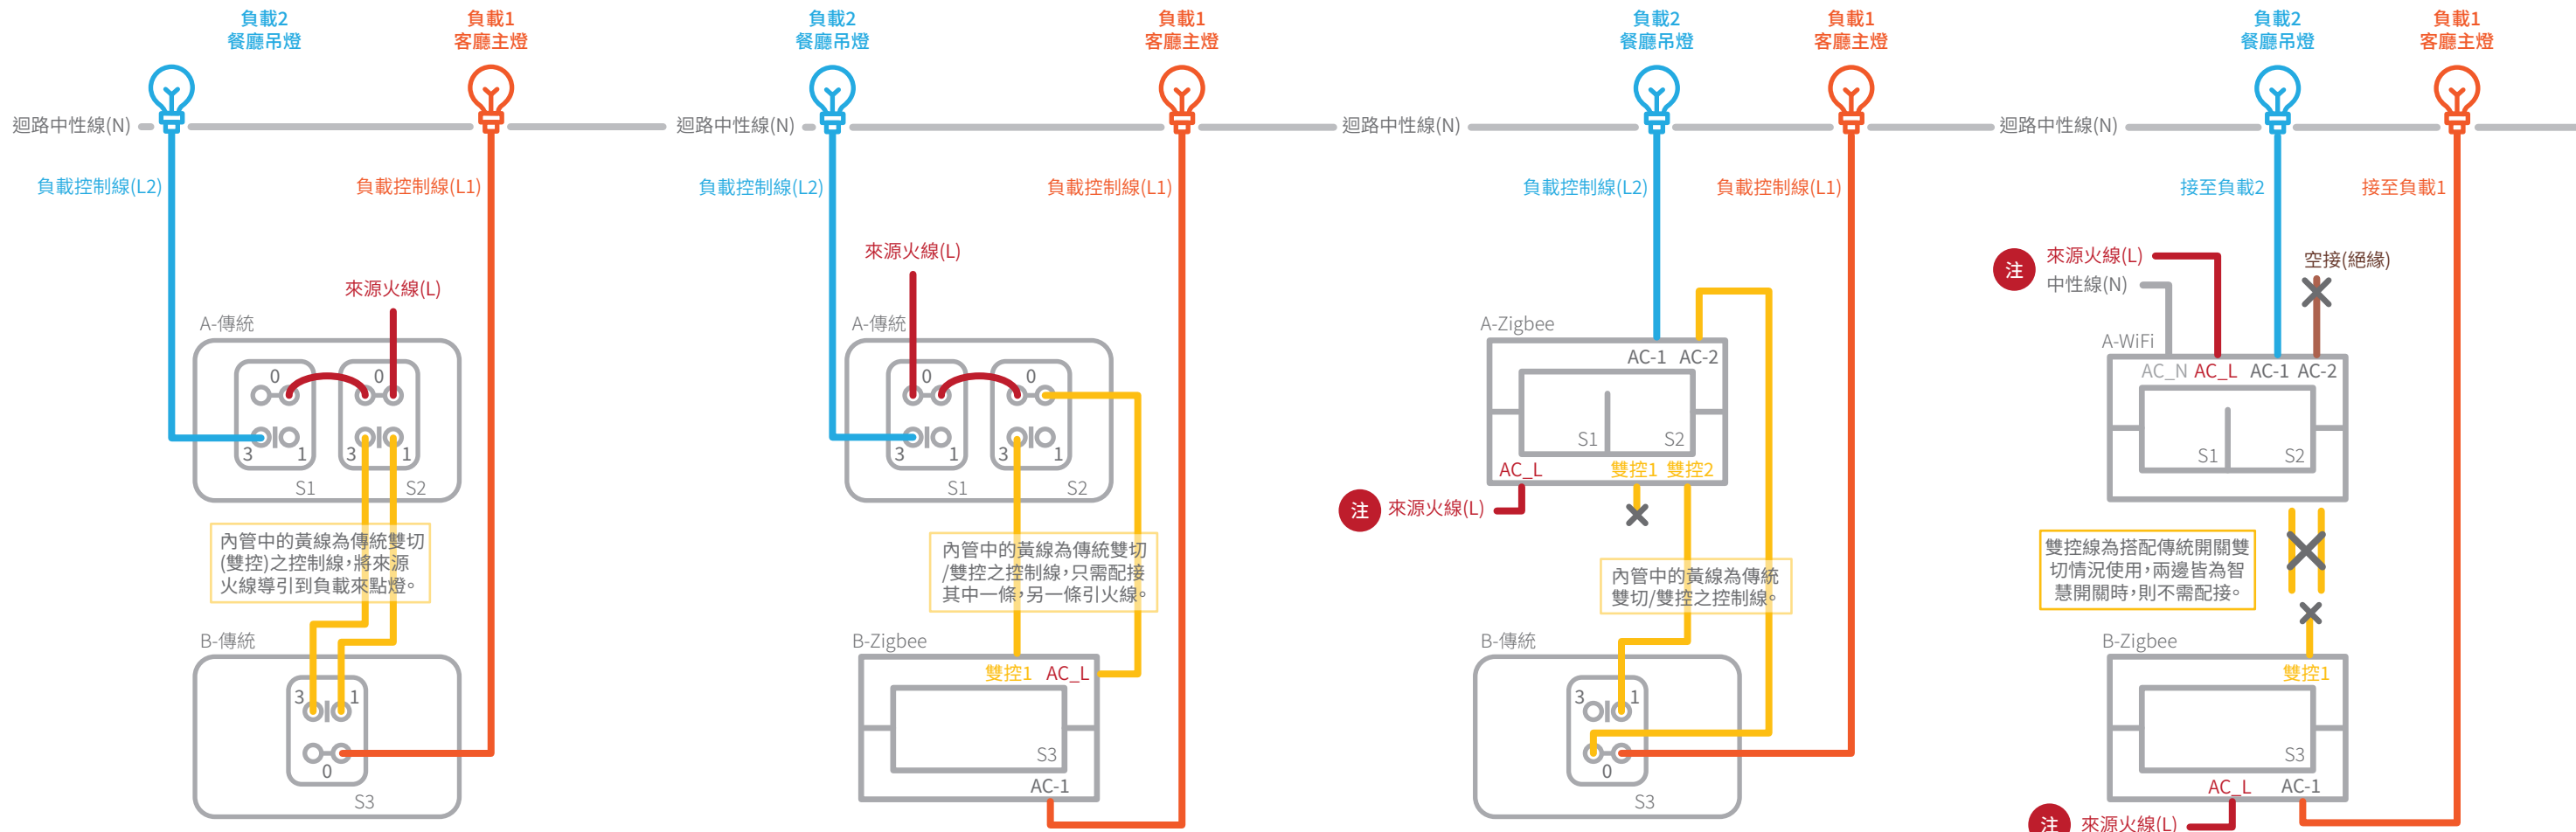 負載2
餐廳吊燈
負載1
客廳主燈
迴路中性線(N)
負載控制線(L2)
負載控制線(L1)
來源火線(L)
A-傳統
0
0
3
1
3
1
S1
S2
內管中的黃線為傳統雙切
(雙控)之控制線,將來源
火線導引到負載來點燈。
B-傳統
3
1
0
S3
負載2
餐廳吊燈
負載1
客廳主燈
迴路中性線(N)
負載控制線(L2)
負載控制線(L1)
來源火線(L)
A-傳統
0
0
3
1
3
1
S1
S2
內管中的黃線為傳統雙切
/雙控之控制線,只需配接
其中一條,另一條引火線。
B-Zigbee
雙控1 AC_L
S3
AC-1
負載2
餐廳吊燈
負載1
客廳主燈
迴路中性線(N)
負載控制線(L2)
負載控制線(L1)
A-Zigbee
AC-1 AC-2
S1
S2
AC_L
雙控1 雙控2
注 來源火線(L)
內管中的黃線為傳統
雙切/雙控之控制線。
B-傳統
3
1
0
S3
負載2
餐廳吊燈
負載1
客廳主燈
迴路中性線(N)
接至負載2
接至負載1
注
來源火線(L)
中性線(N)
空接(絕緣)
A-WiFi
AC_N AC_L AC-1 AC-2
S1
S2
雙控線為搭配傳統開關雙
切情況使用,兩邊皆為智
慧開關時,則不需配接。
B-Zigbee
雙控1
S3
AC_L AC-1
注 來源火線(L)